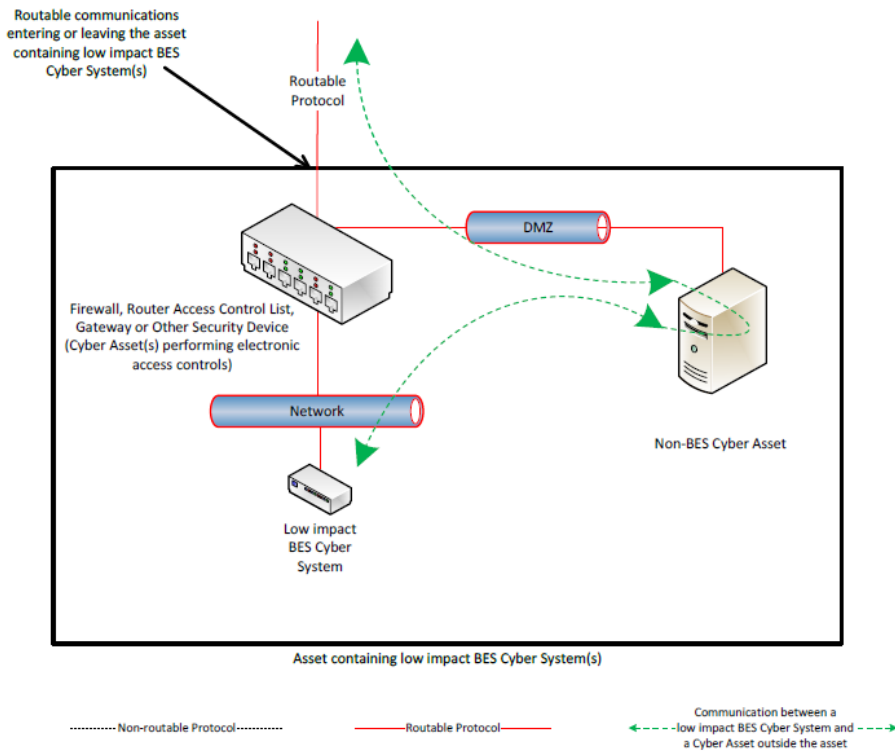 Routable communications
entering or leaving the asset
containing low impact BES
Cyber System(s)
Routable
Protocol
DMZ
Firewall, Router Access Control List,
Gateway or Other Security Device
(Cyber Asset(s) performing electronic
access controls)
Network
Non-BES Cyber Asset
Low impact
BES Cyber
System
Asset containing low impact BES Cyber System(s)
Non-routable Protocol
Routable Protocol
Communication between a
low impact BES Cyber System and
a Cyber Asset outside the asset